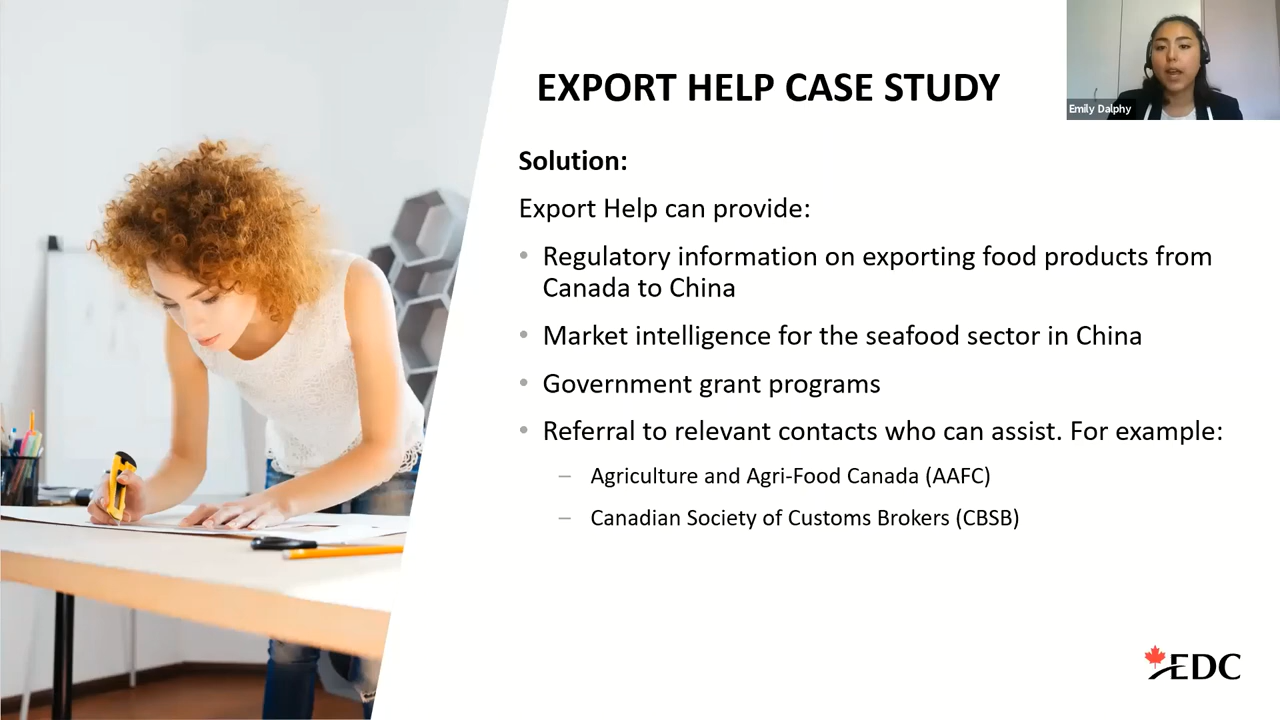 EXPORT HELP CASE STUDY
Emily Dalphy
Solution:
Export Help can provide:
• Regulatory information on exporting food products from
Canada to China
• Market intelligence for the seafood sector in China
• Government grant programs
• Referral to relevant contacts who can assist. For example:
– Agriculture and Agri-Food Canada (AAFC)
– Canadian Society of Customs Brokers (CBSB)
EDC